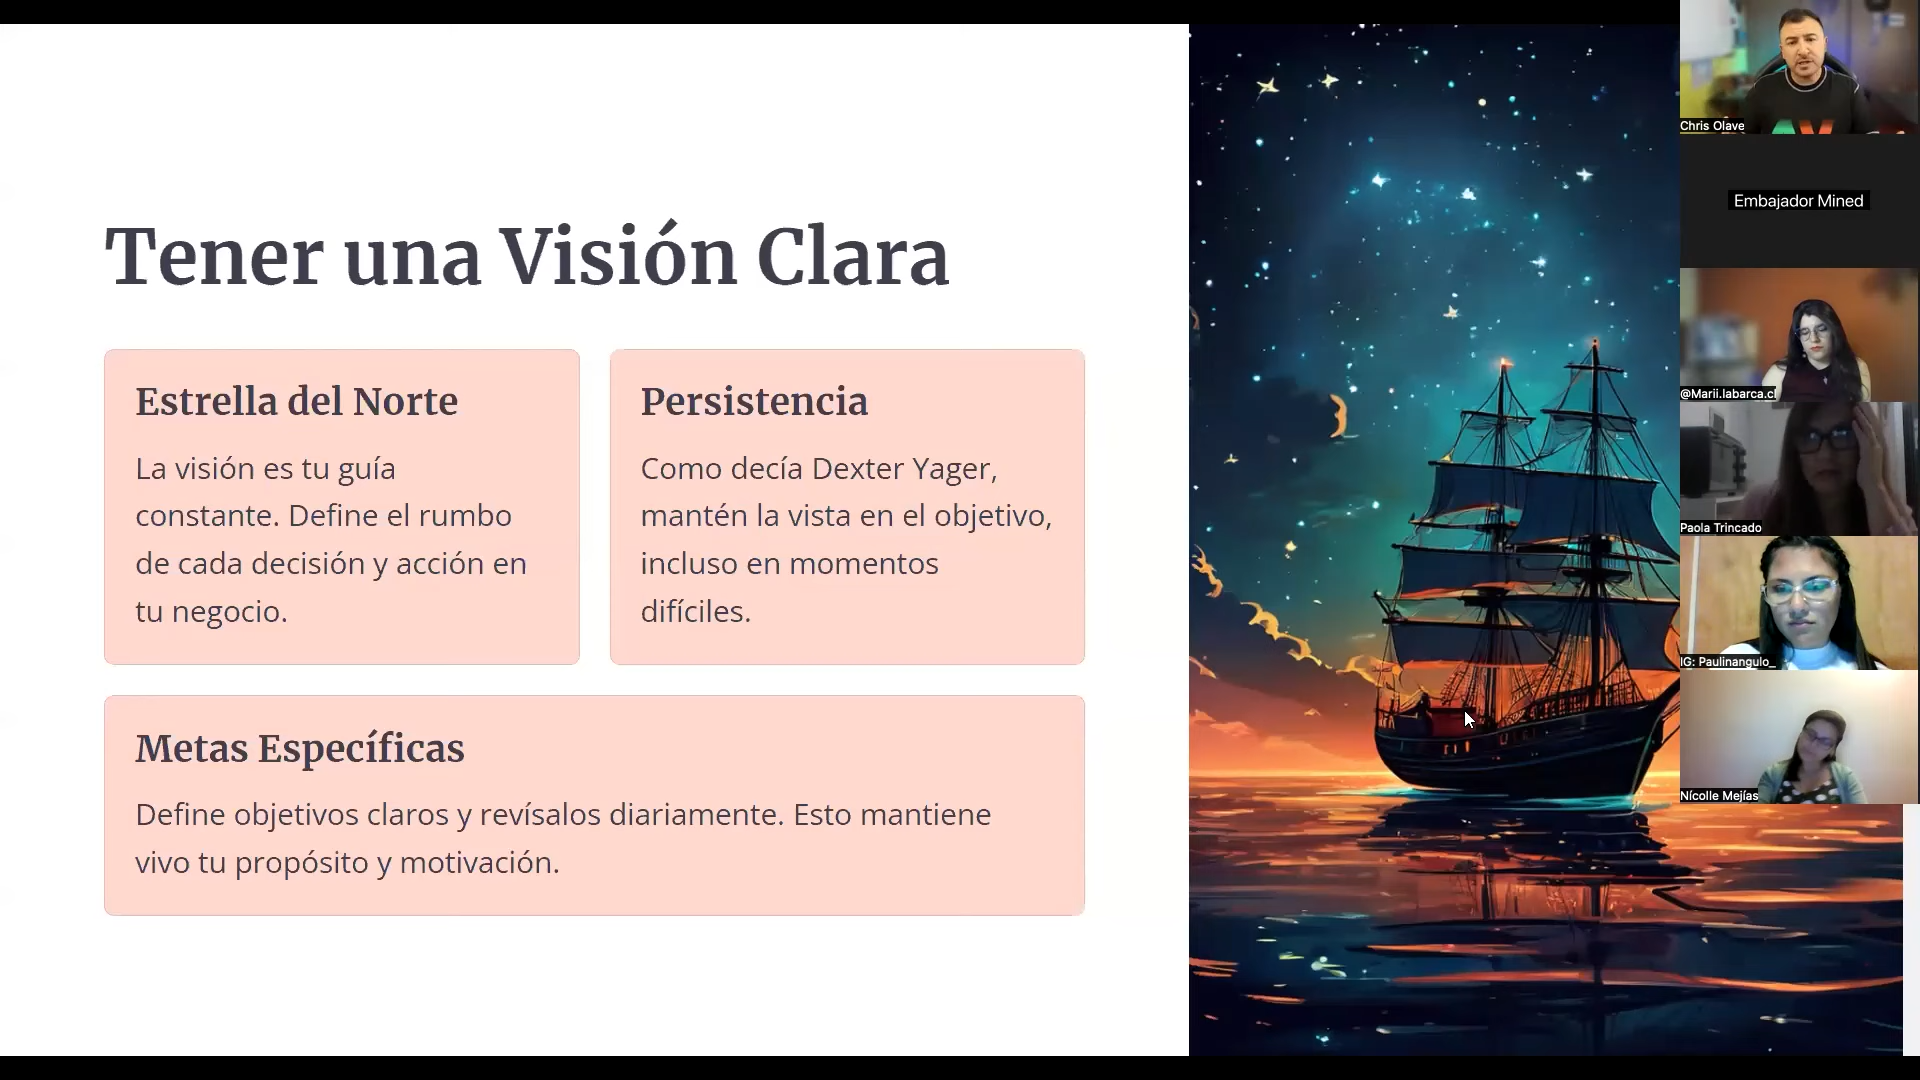 Tener una Visión Clara
Estrella del Norte
La visión es tu guía
constante. Define el rumbo
de cada decisión y acción en
tu negocio.
Persistencia
Como decía Dexter Yager,
mantén la vista en el objetivo,
incluso en momentos
difíciles.
Metas Específicas
Define objetivos claros y revísalos diariamente. Esto mantiene
vivo tu propósito y motivación.
Chris Olave
Embajador Mined
@Marii.labarca.cl
Paola Trincado
IG: Paulinangulo_
Nícolle Mejías